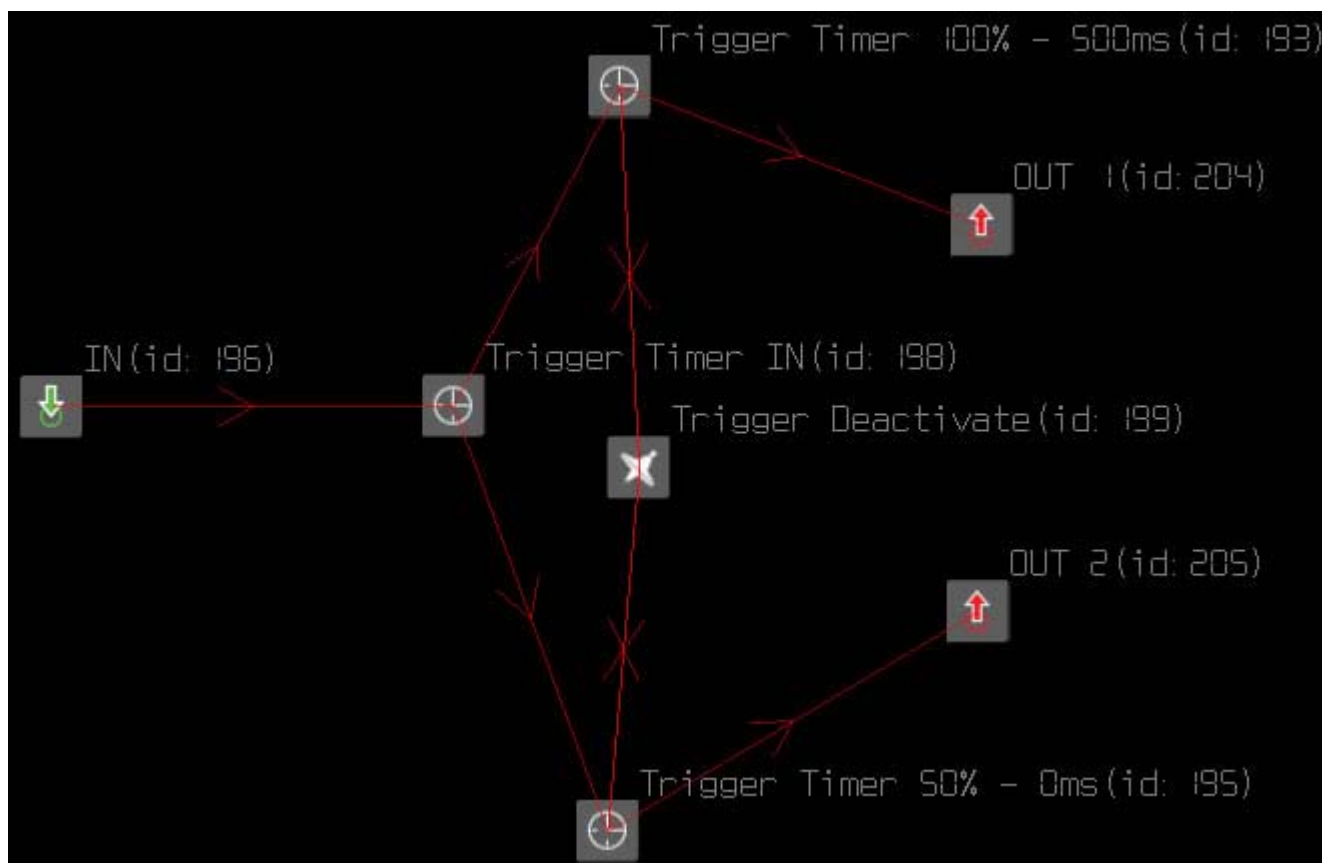 Trigger Timer 100% - 500ms(id: 193)
OUT 1(id: 204)
IN(id: 196)
Trigger Timer IN(id: 198)
Trigger Deactivate(id: 199)
OUT 2(id: 205)
Trigger Timer 50% - 0ms(id: 195)